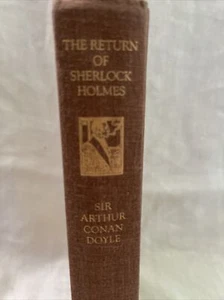 THE RETURN
OF
SHERLOCK
HOLMES
SIR
ARTHUR
CONAN
DOYLE